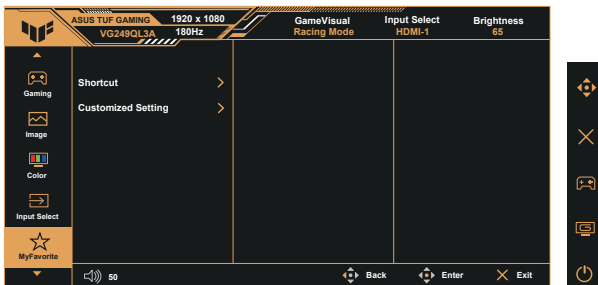 ASUS TUF GAMING
VG249QL3A
1920 x 1080
180Hz
GameVisual
Racing Mode
Input Select
HDMI-1
Brightness
65
Gaming
Image
Color
Input Select
MyFavorite
Shortcut
Customized Setting
50
Back
Enter
Exit